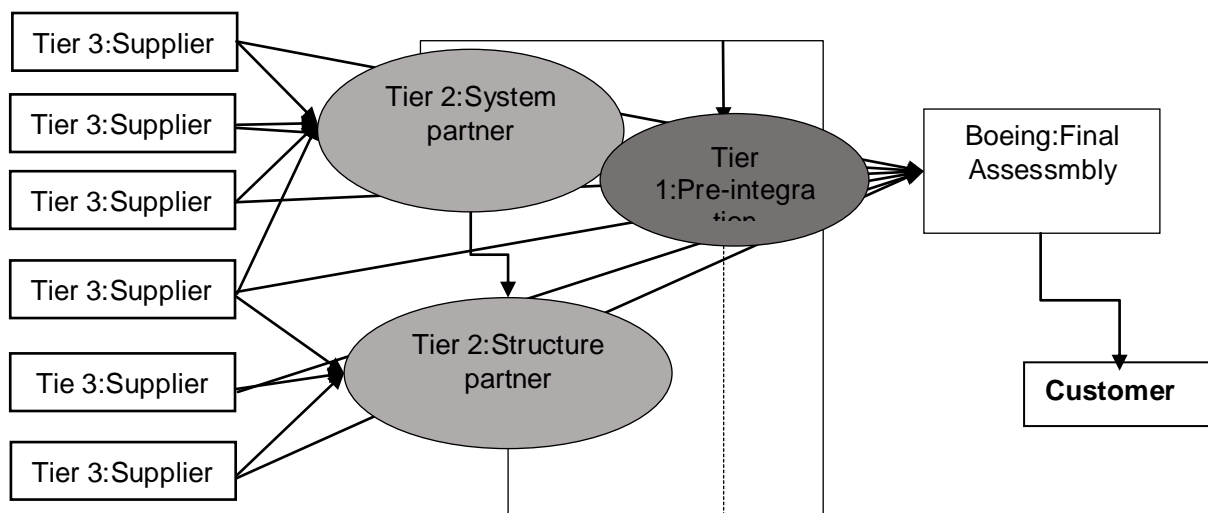 Tier 3:Supplier
Tier 3:Supplier
Tier 3:Supplier
Tier 3:Supplier
Tie 3:Supplier
Tier 3:Supplier
Tier 2:System
partner
Tier 2:Structure
partner
Tier
1:Pre-integra
tion
Boeing:Final
Assessmbly
Customer